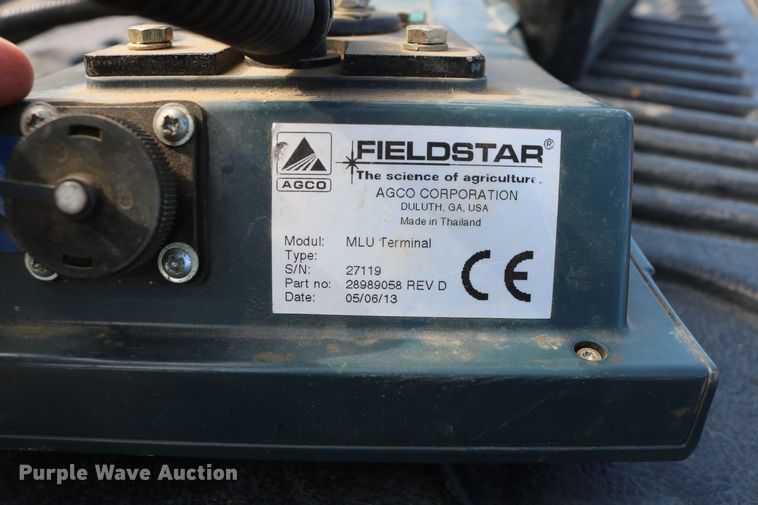 AGCO
FIELDSTAR®
The science of agriculture.
AGCO CORPORATION
DULUTH, GA, USA
Made in Thailand
Modul: MLU Terminal
Type:
S/N: 27119
Part no: 28989058 REV D
Date: 05/06/13
CE
Purple Wave Auction